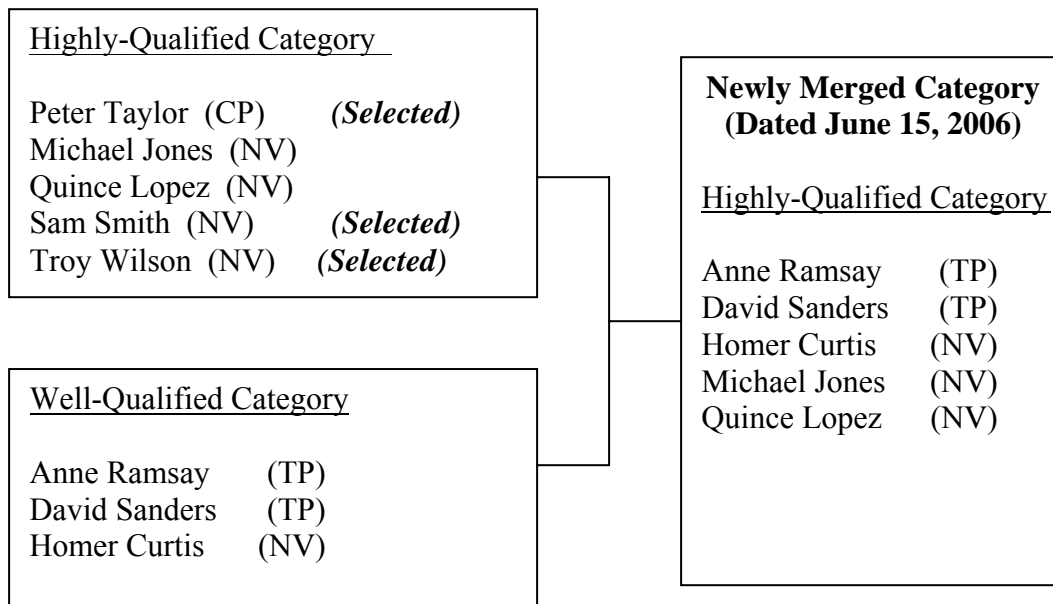 Highly-Qualified Category
Peter Taylor (CP) (Selected)
Michael Jones (NV)
Quince Lopez (NV)
Sam Smith (NV) (Selected)
Troy Wilson (NV) (Selected)
Well-Qualified Category
Anne Ramsay (TP)
David Sanders (TP)
Homer Curtis (NV)
Newly Merged Category
(Dated June 15, 2006)
Highly-Qualified Category
Anne Ramsay (TP)
David Sanders (TP)
Homer Curtis (NV)
Michael Jones (NV)
Quince Lopez (NV)